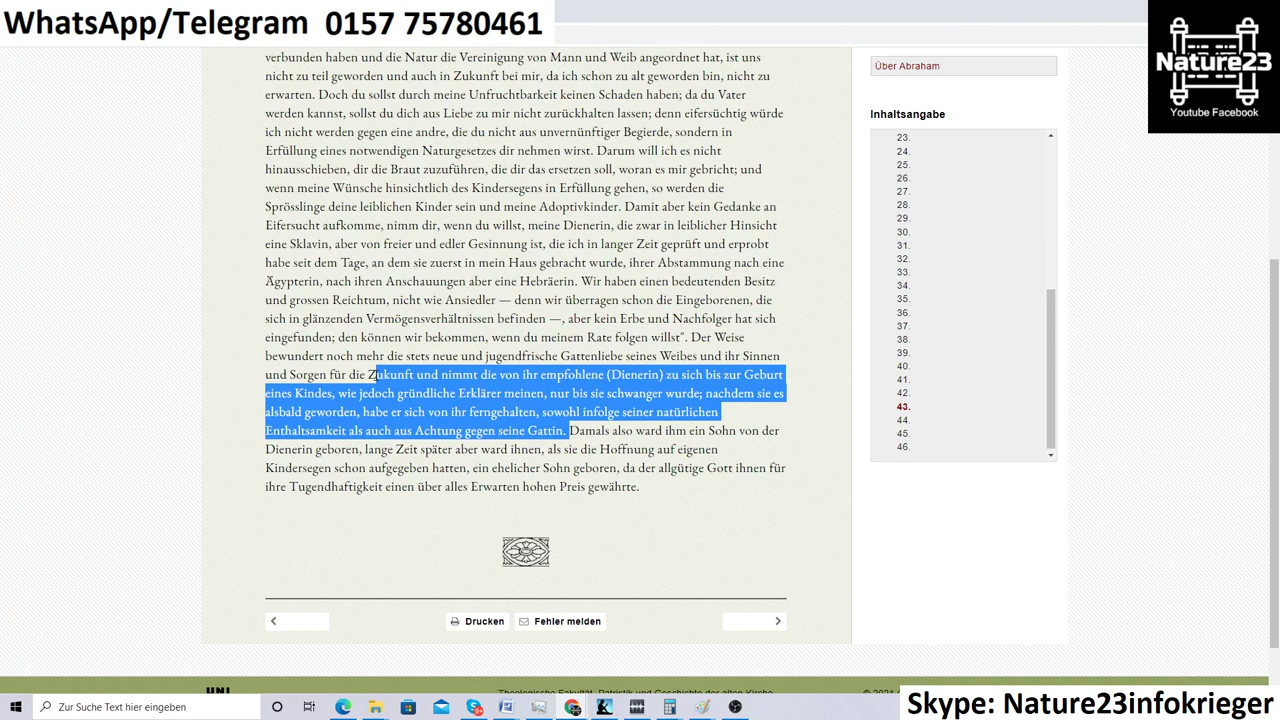 WhatsApp/Telegram 0157 75780461
Nature23
Youtube Facebook
verbunden haben und die Natur die Vereinigung von Mann und Weib angeordnet hat, ist uns
nicht zu teil geworden und auch in Zukunft bei mir, da ich schon zu alt geworden bin, nicht zu
erwarten. Doch du sollst durch meine Unfruchtbarkeit keinen Schaden haben; da du Vater
werden kannst, sollst du dich aus Liebe zu mir nicht zurückhalten lassen; denn eifersüchtig würde
ich nicht werden gegen eine andre, die du nicht aus unvernünftiger Begierde, sondern in
Erfüllung eines notwendigen Naturgesetzes dir nehmen wirst. Darum will ich es nicht
hinausschieben, dir die Braut zuzuführen, die dir das ersetzen soll, woran es mir gebricht; und
wenn meine Wünsche hinsichtlich des Kindersegens in Erfüllung gehen, so werden die
Sprösslinge deine leiblichen Kinder sein und meine Adoptivkinder. Damit aber kein Gedanke an
Eifersucht aufkomme, nimm dir, wenn du willst, meine Dienerin, die zwar in leiblicher Hinsicht
eine Sklavin, aber von freier und edler Gesinnung ist, die ich in langer Zeit geprüft und erprobt
habe seit dem Tage, an dem sie zuerst in mein Haus gebracht wurde, ihrer Abstammung nach eine
Ägypterin, nach ihren Anschauungen aber eine Hebräerin. Wir haben einen bedeutenden Besitz
und grossen Reichtum, nicht wie Ansiedler — denn wir überragen schon die Eingeborenen, die
sich in glänzenden Vermögensverhältnissen befinden —, aber kein Erbe und Nachfolger hat sich
eingefunden; den können wir bekommen, wenn du meinem Rate folgen willst". Der Weise
bewundert noch mehr die stets neue und jugendfrische Gattenliebe seines Weibes und ihr Sinnen
und Sorgen für die Zukunft und nimmt die von ihr empfohlene (Dienerin) zu sich bis zur Geburt
eines Kindes, wie jedoch gründliche Erklärer meinen, nur bis sie schwanger wurde; nachdem sie es
alsbald geworden, habe er sich von ihr ferngehalten, sowohl infolge seiner natürlichen
Enthaltsamkeit als auch aus Achtung gegen seine Gattin. Damals also ward ihm ein Sohn von der
Dienerin geboren, lange Zeit später aber ward ihnen, als sie die Hoffnung auf eigenen
Kindersegen schon aufgegeben hatten, ein ehelicher Sohn geboren, da der allgütige Gott ihnen für
ihre Tugendhaftigkeit einen über alles Erwarten hohen Preis gewährte.
Drucken
Fehler melden
Über Abraham
Inhaltsangabe
23.
24.
25.
26.
27.
28.
29.
30.
31.
32.
33.
34.
35.
36.
37.
38.
39.
40.
41.
42.
43.
44.
45.
46.
UNI
Theologische Fakultät, Patristik und Geschichte der alten Kirche
Zur Suche Text hier eingeben
Skype: Nature23infokrieger